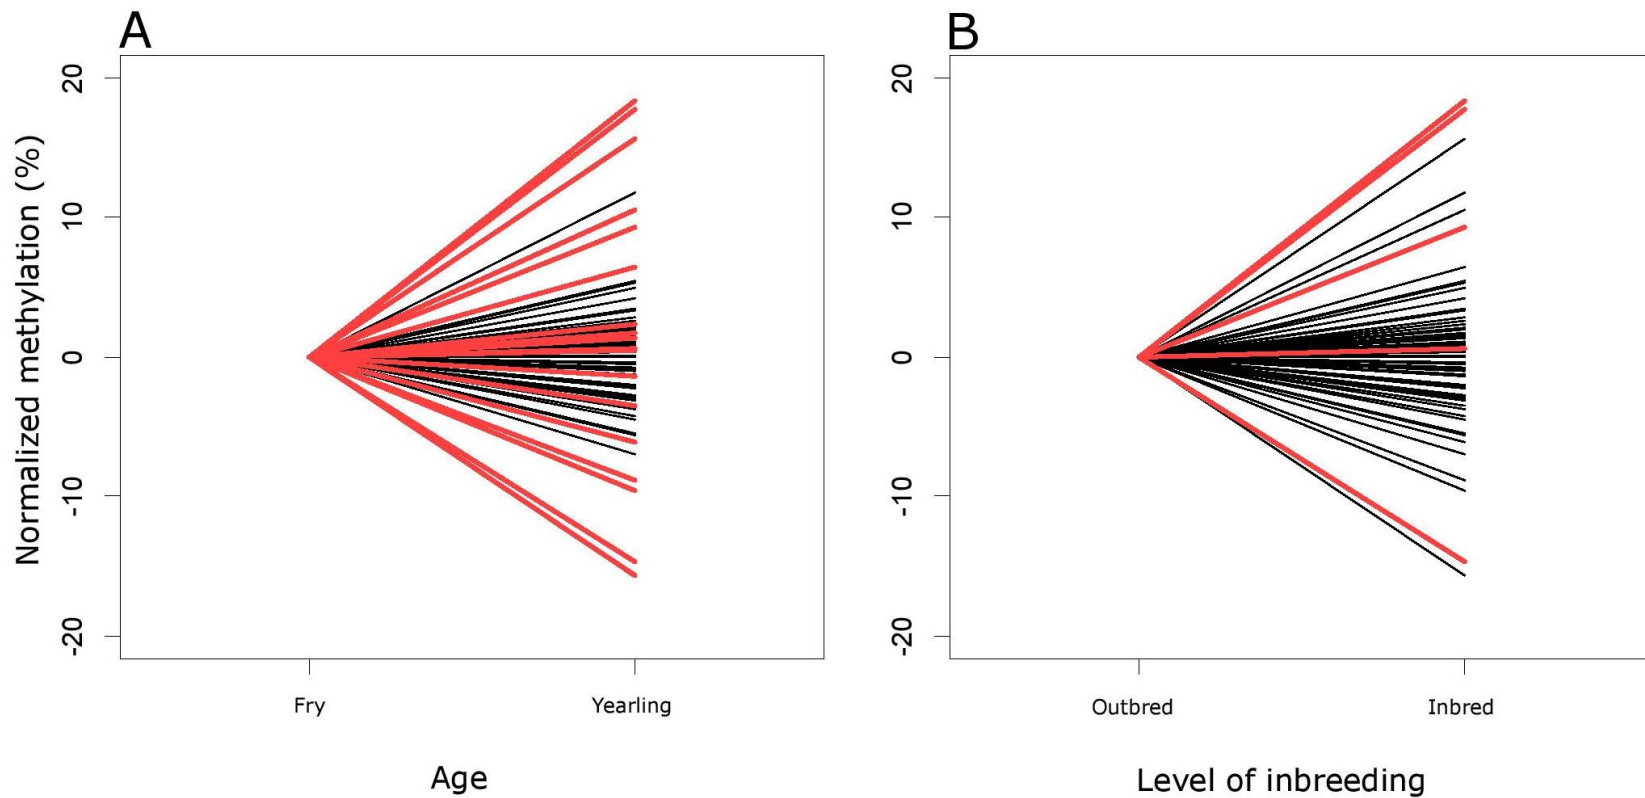 A
B
Normalized methylation (%)
20
10
0
-10
-20
Fry
Yearling
Age
20
10
0
-10
-20
Outbred
Inbred
Level of inbreeding